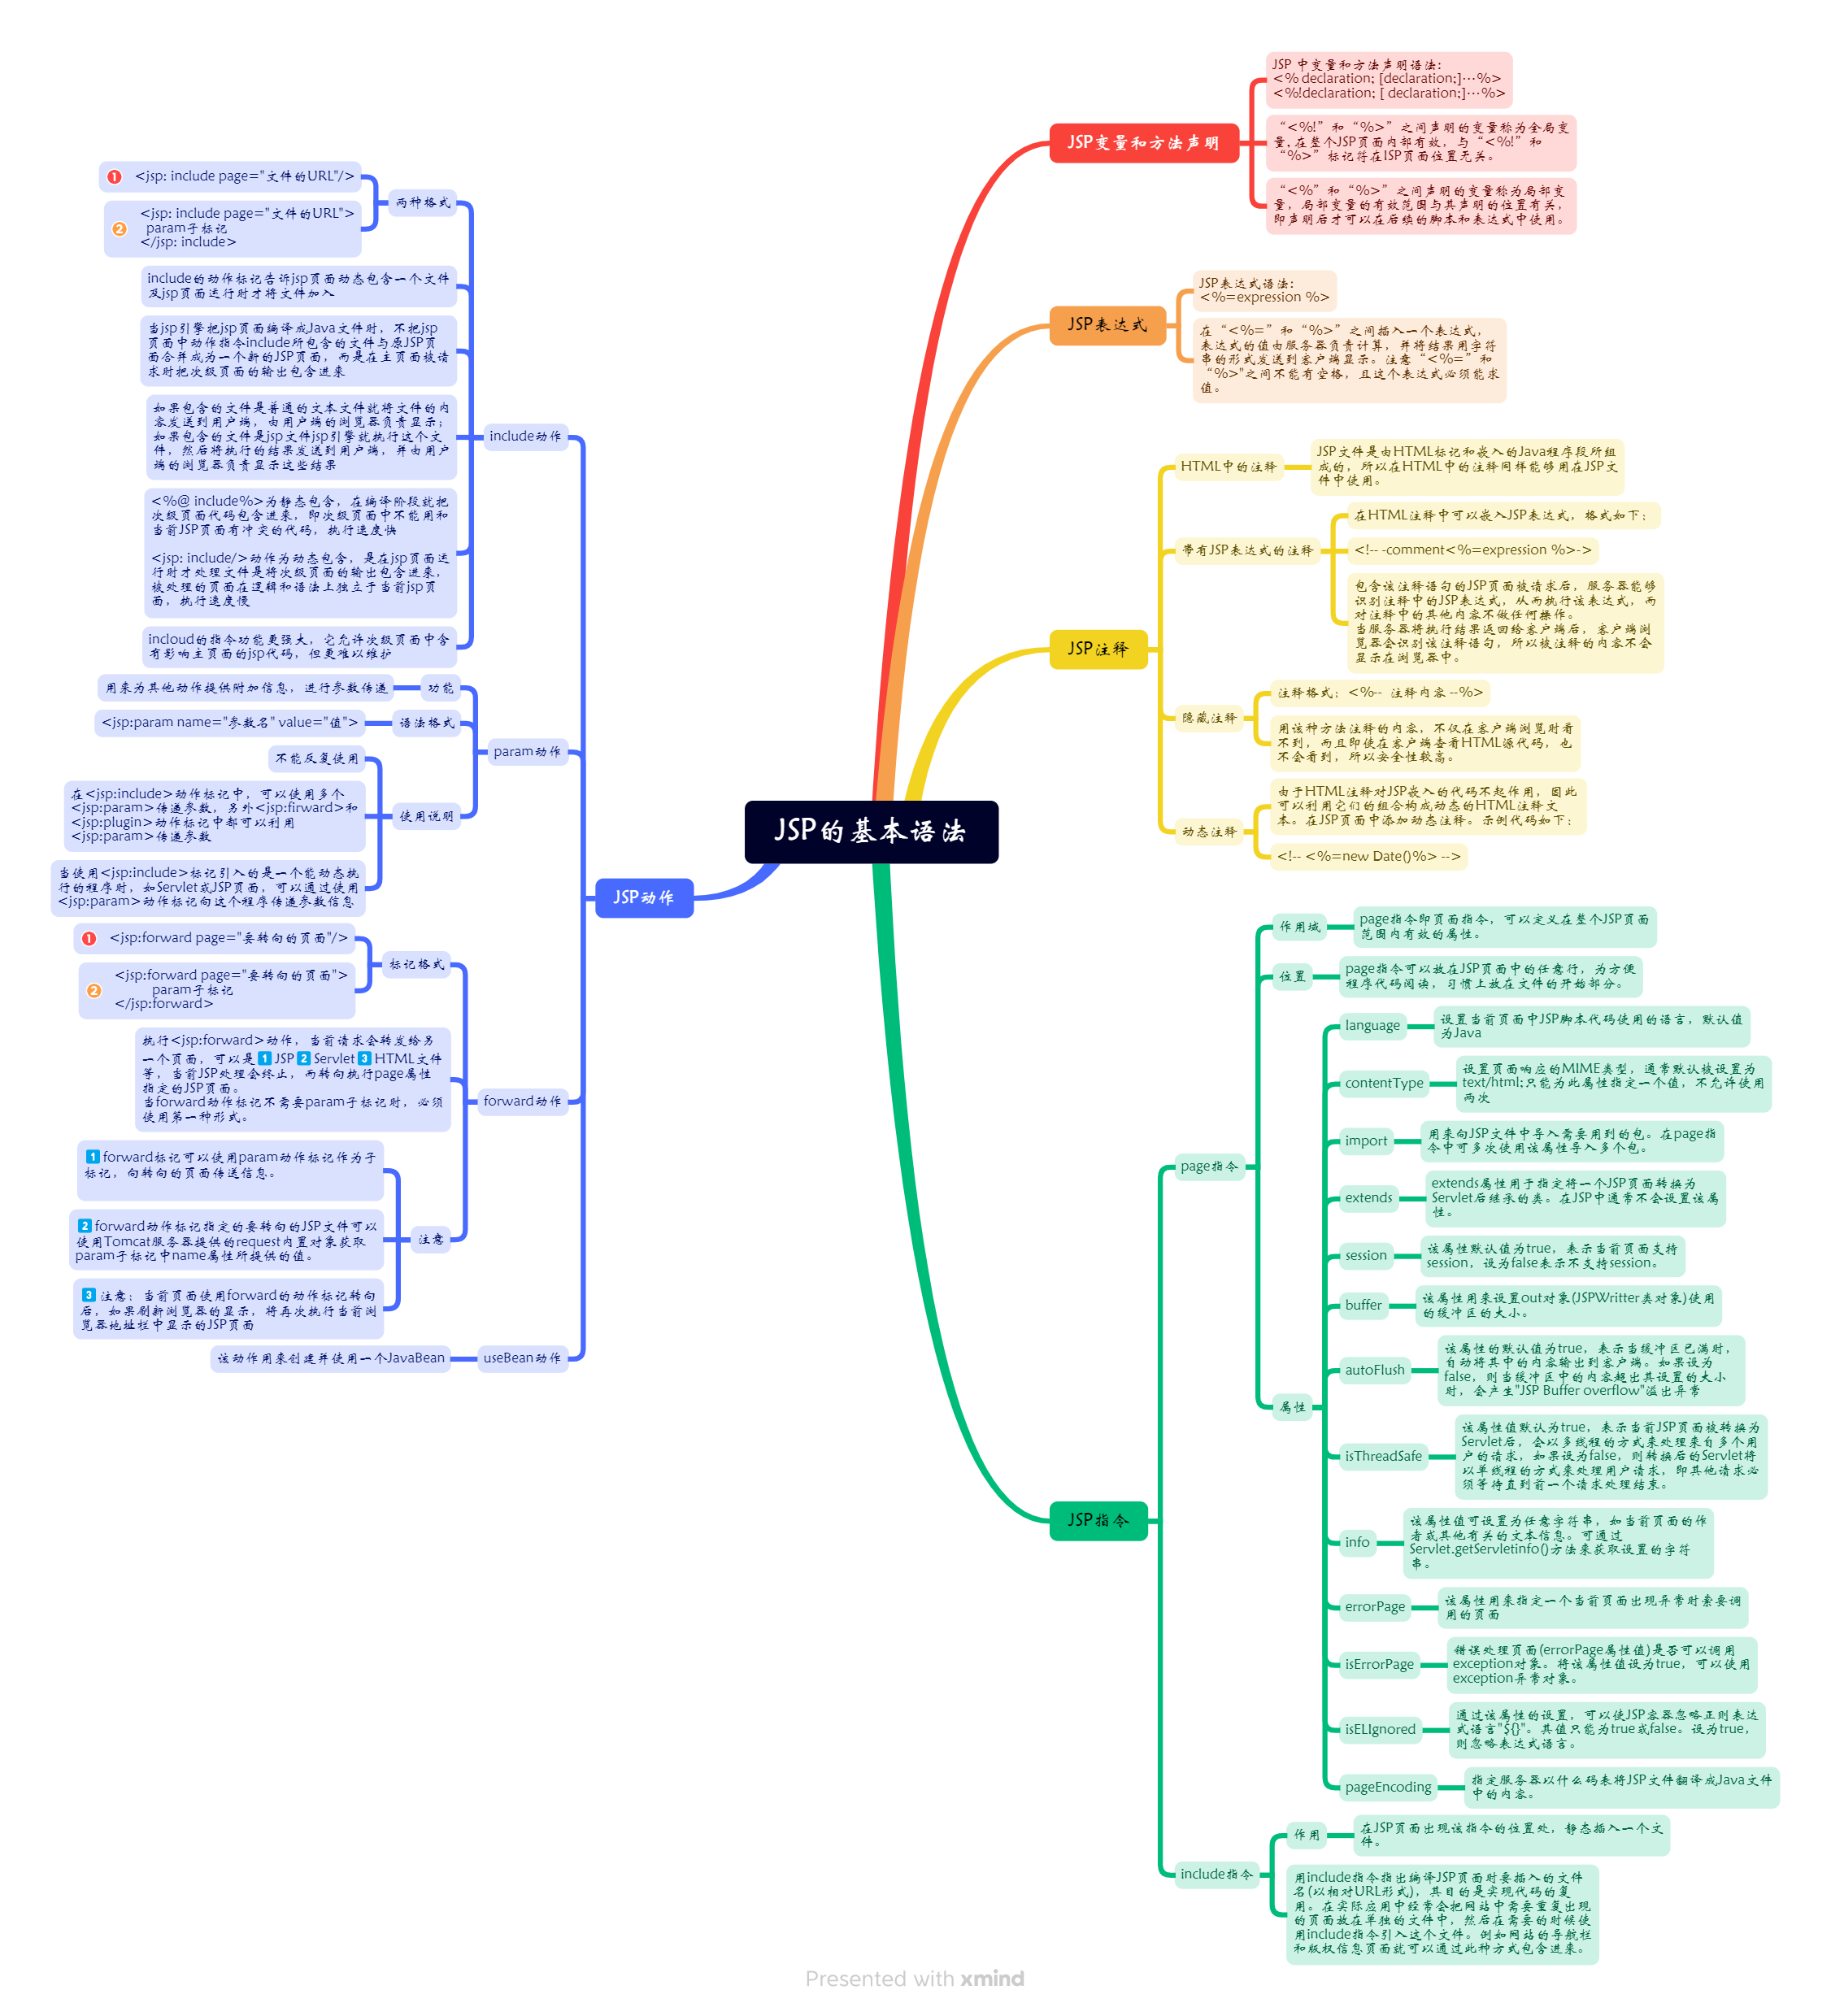 JSP的基本语法
JSP变量和方法声明
JSP 中变量和方法声明语法：
<% declaration; [declaration;]…%>
<%!declaration; [ declaration;]…%>
“<%!”和“%>”之间声明的变量称为全局变
量、在整个JSP页面内部有效，与“<%!”和
“%>”标记符在ISP页面位置无关。
“<%”和“%>”之间声明的变量称为局部变
量，局部变量的有效范围与其声明的位置有关，
即声明后才可以在后续的脚本和表达式中使用。
JSP表达式
JSP表达式语法：
<%=expression %>
在“<%=”和“%>”之间插入一个表达式，
表达式的值由服务器负责计算，并将结果用字符
串的形式发送到客户端显示。注意“<%=”和
“%>"之间不能有空格，且这个表达式必须能求
值。
JSP注释
HTML中的注释
JSP文件是由HTML标记和嵌入的Java程序段所组
成的，所以在HTML中的注释同样能够用在JSP文
件中使用。
带有JSP表达式的注释
在HTML注释中可以嵌入JSP表达式，格式如下；
<!-- -comment<%=expression %>->
包含该注释语句的JSP页面被请求后，服务器能够
识别注释中的JSP表达式，从而执行该表达式，而
对注释中的其他内容不做任何操作。
当服务器将执行结果返回给客户端后，客户端浏
览器会识别该注释语句，所以被注释的内容不会
显示在浏览器中。
隐藏注释
注释格式；<%-- 注释内容 --%>
用该种方法注释的内容，不仅在客户端浏览时看
不到，而且即使在客户端查看HTML源代码，也
不会看到，所以安全性较高。
动态注释
由于HTML注释对JSP嵌入的代码不起作用，因此
可以利用它们的组合构成动态的HTML注释文
本。在JSP页面中添加动态注释。示例代码如下；
<!-- <%=new Date()%> -->
JSP指令
page指令
作用域
page指令即页面指令，可以定义在整个JSP页面
范围内有效的属性。
位置
page指令可以放在JSP页面中的任意行，为方便
程序代码阅读，习惯上放在文件的开始部分。
属性
language
设置当前页面中JSP脚本代码使用的语言，默认值
为Java
contentType
设置页面响应的MIME类型，通常默认被设置为
text/html;只能为此属性指定一个值，不允许使用
两次
import
用来向JSP文件中导入需要用到的包。在page指
令中可多次使用该属性导入多个包。
extends
extends属性用于指定将一个JSP页面转换为
Servlet后继承的类。在JSP中通常不会设置该属
性。
session
该属性默认值为true，表示当前页面支持
session，设为false表示不支持session。
buffer
该属性用来设置out对象(JSPWritter类对象)使用
的缓冲区的大小。
autoFlush
该属性的默认值为true，表示当缓冲区已满时，
自动将其中的内容输出到客户端。如果设为
false，则当缓冲区中的内容超出其设置的大小
时，会产生"JSP Buffer overflow"溢出异常
isThreadSafe
该属性值默认为true，表示当前JSP页面被转换为
Servlet后，会以多线程的方式来处理来自多个用
户的请求，如果设为false，则转换后的Servlet将
以单线程的方式来处理用户请求，即其他请求必
须等待直到前一个请求处理结束。
info
该属性值可设置为任意字符串，如当前页面的作
者或其他有关的文本信息。可通过
Servlet.getServletinfo()方法来获取设置的字符
串。
errorPage
该属性用来指定一个当前页面出现异常时索要调
用的页面
isErrorPage
错误处理页面(errorPage属性值)是否可以调用
exception对象。将该属性值设为true，可以使用
exception异常对象。
isELIgnored
通过该属性的设置，可以使JSP容器忽略正则表达
式语言"${}"。其值只能为true或false。设为true，
则忽略表达式语言。
pageEncoding
指定服务器以什么码表将JSP文件翻译成Java文件
中的内容。
include指令
作用
在JSP页面出现该指令的位置处，静态插入一个文
件。
用include指令指出编译JSP页面时要插入的文件
名(以相对URL形式)，其目的是实现代码的复
用。在实际应用中经常会把网站中需要重复出现
的页面放在单独的文件中，然后在需要的时候使
用include指令引入这个文件。例如网站的导航栏
和版权信息页面就可以通过此种方式包含进来。
JSP动作
include动作
两种格式
1 <jsp: include page="文件的URL"/>
2 <jsp: include page="文件的URL">
param子标记
</jsp: include>
include的动作标记告诉jsp页面动态包含一个文件
及jsp页面运行时才将文件加入
当jsp引擎把jsp页面编译成Java文件时，不把jsp
页面中动作指令include所包含的文件与原JSP页
面合并成为一个新的JSP页面，而是在主页面被请
求时把次级页面的输出包含进来
如果包含的文件是普通的文本文件就将文件的内
容发送到用户端，由用户端的浏览器负责显示；
如果包含的文件是jsp文件jsp引擎就执行这个文
件，然后将执行的结果发送到用户端，并由用户
端的浏览器负责显示这些结果
<%@ include%>为静态包含，在编译阶段就把
次级页面代码包含进来，即次级页面中不能用和
当前JSP页面有冲突的代码，执行速度快
<jsp: include/>动作为动态包含，是在jsp页面运
行时才处理文件是将次级页面的输出包含进来，
被处理的页面在逻辑和语法上独立于当前jsp页
面，执行速度慢
incloud的指令功能更强大，它允许次级页面中含
有影响主页面的jsp代码，但更难以维护
param动作
功能
用来为其他动作提供附加信息，进行参数传递
语法格式
<jsp:param name="参数名" value="值">
使用说明
不能反复使用
在<jsp:include>动作标记中，可以使用多个
<jsp:param>传递参数，另外<jsp:firward>和
<jsp:plugin>动作标记中都可以利用
<jsp:param>传递参数
当使用<jsp:include>标记引入的是一个能动态执
行的程序时，如Servlet或JSP页面，可以通过使用
<jsp:param>动作标记向这个程序传递参数信息
forward动作
标记格式
1 <jsp:forward page="要转向的页面"/>
2 <jsp:forward page="要转向的页面">
param子标记
</jsp:forward>
执行<jsp:forward>动作，当前请求会转发给另
一个页面，可以是1JSP2Servlet3HTML文件
等，当前JSP处理会终止，而转向执行page属性
指定的JSP页面。
当forward动作标记不需要param子标记时，必须
使用第一种形式。
注意
1forward标记可以使用param动作标记作为子
标记，向转向的页面传送信息。
2forward动作标记指定的要转向的JSP文件可以
使用Tomcat服务器提供的request内置对象获取
param子标记中name属性所提供的值。
3注意；当前页面使用forward的动作标记转向
后，如果刷新浏览器的显示，将再次执行当前浏
览器地址栏中显示的JSP页面
useBean动作
该动作用来创建并使用一个JavaBean
Presented with xmind